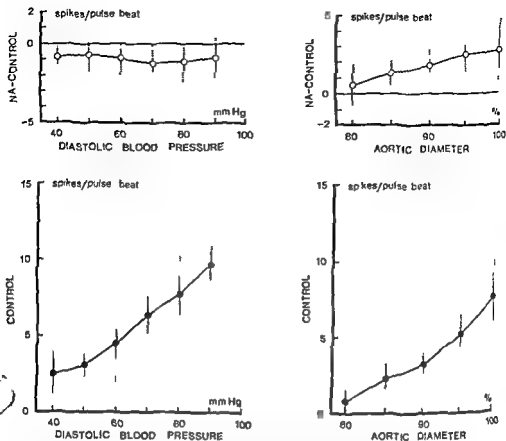 2
spikes/pulse beat
0
NA-CONTROL
-5
mm Hg
40 60 80 100
DIASTOLIC BLOOD PRESSURE
spikes/pulse beat
0
NA-CONTROL
-2
%
80 90 100
AORTIC DIAMETER
15
spikes/pulse beat
10
CONTROL
5
0
mm Hg
40 60 80 100
DIASTOLIC BLOOD PRESSURE
15
spikes/pulse beat
10
CONTROL
5
%
80 90 100
AORTIC DIAMETER